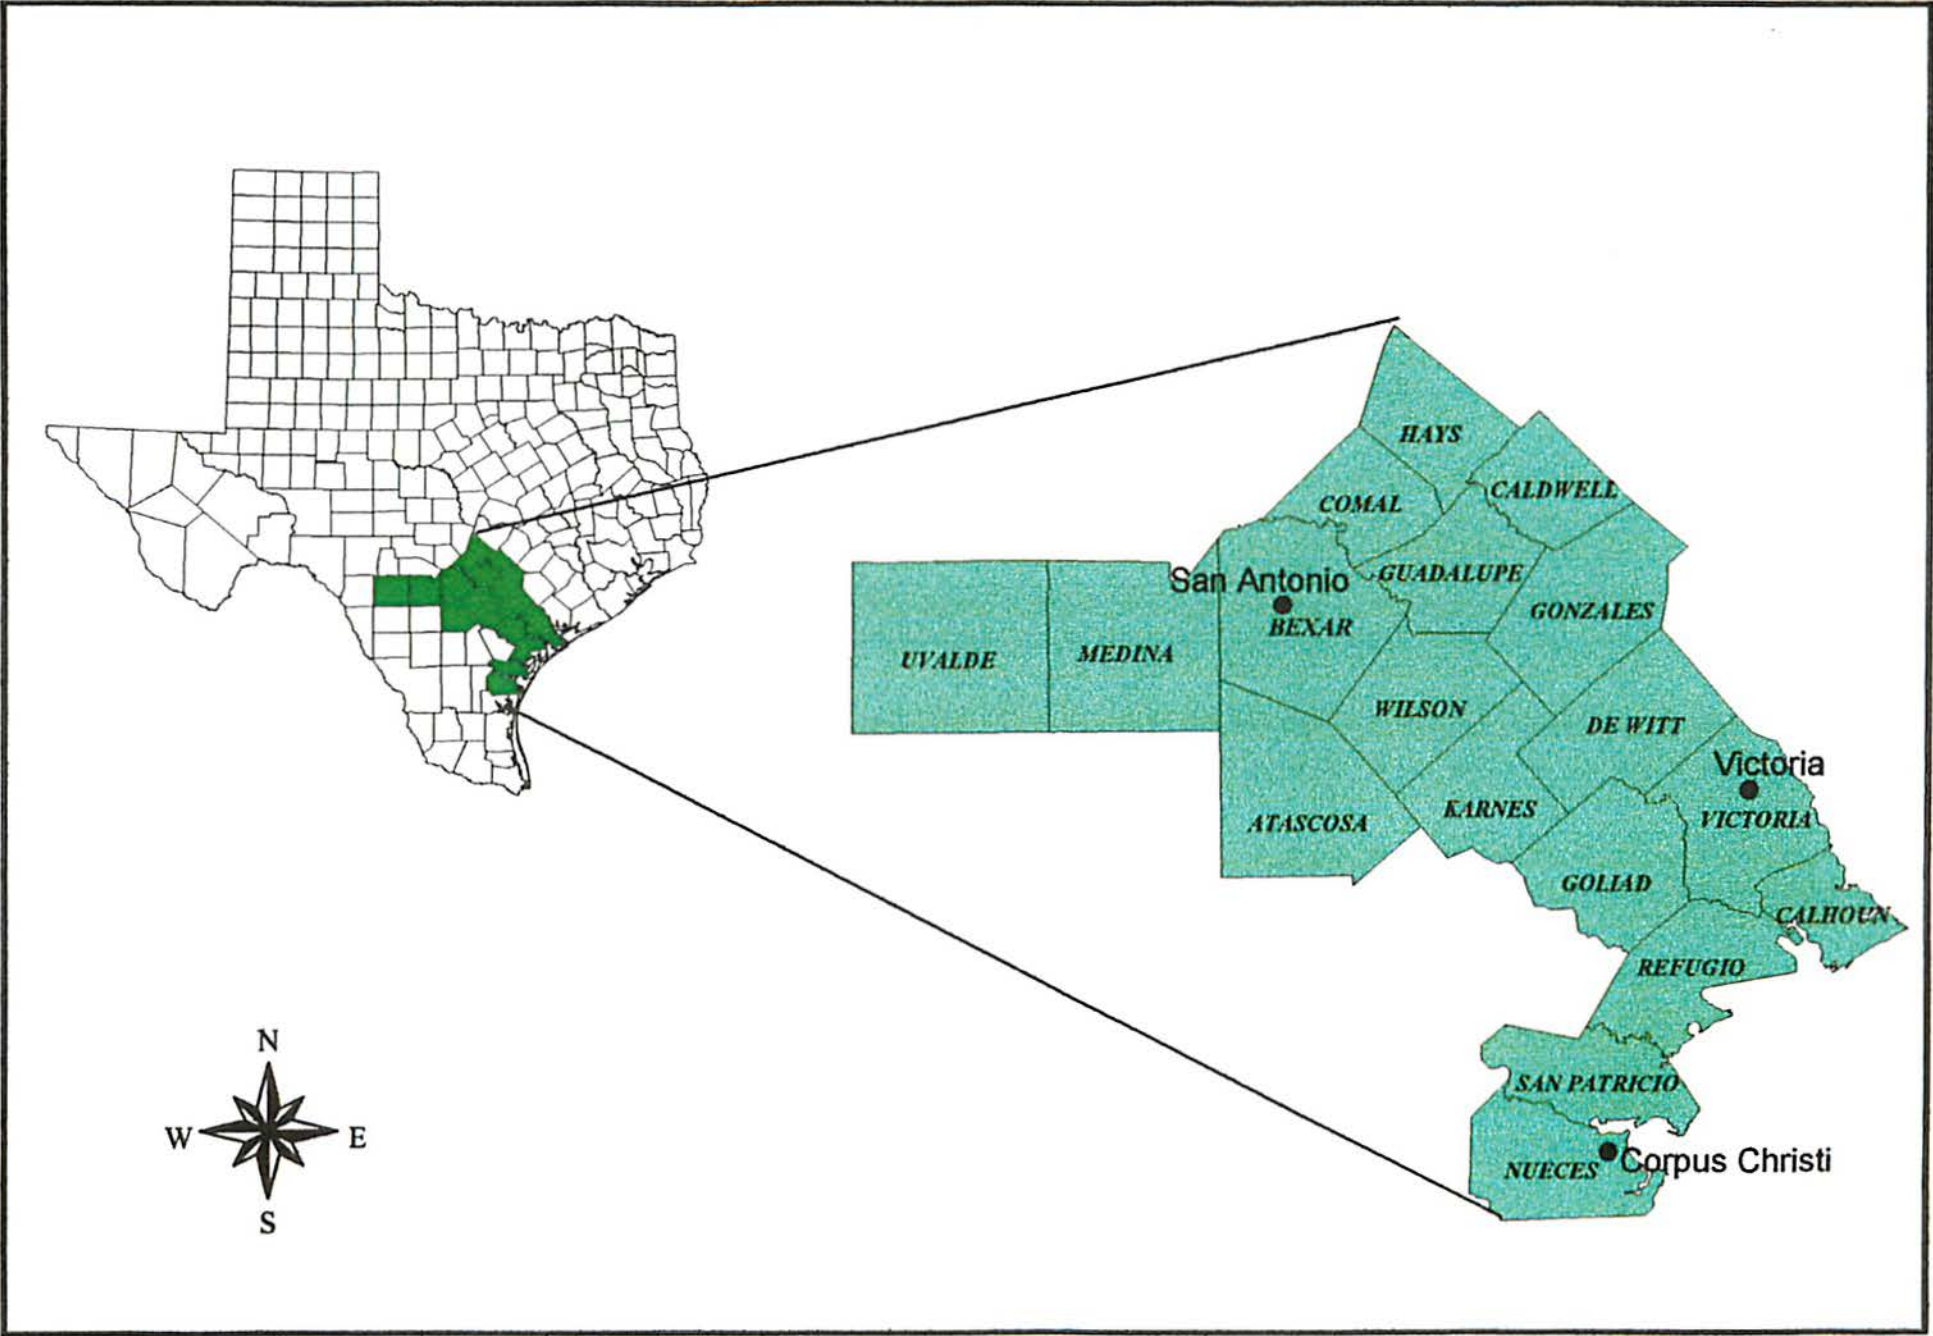 HAYS
CALDWELL
COMAL
San Antonio
GUADALUPE
GONZALES
BEXAR
UVALDE
MEDINA
WILSON
DE WITT
Victoria
KARNES
VICTORIA
ATASCOSA
GOLIAD
CALHOUN
REFUGIO
N
SAN PATRICIO
W
E
Corpus Christi
NUECES
S